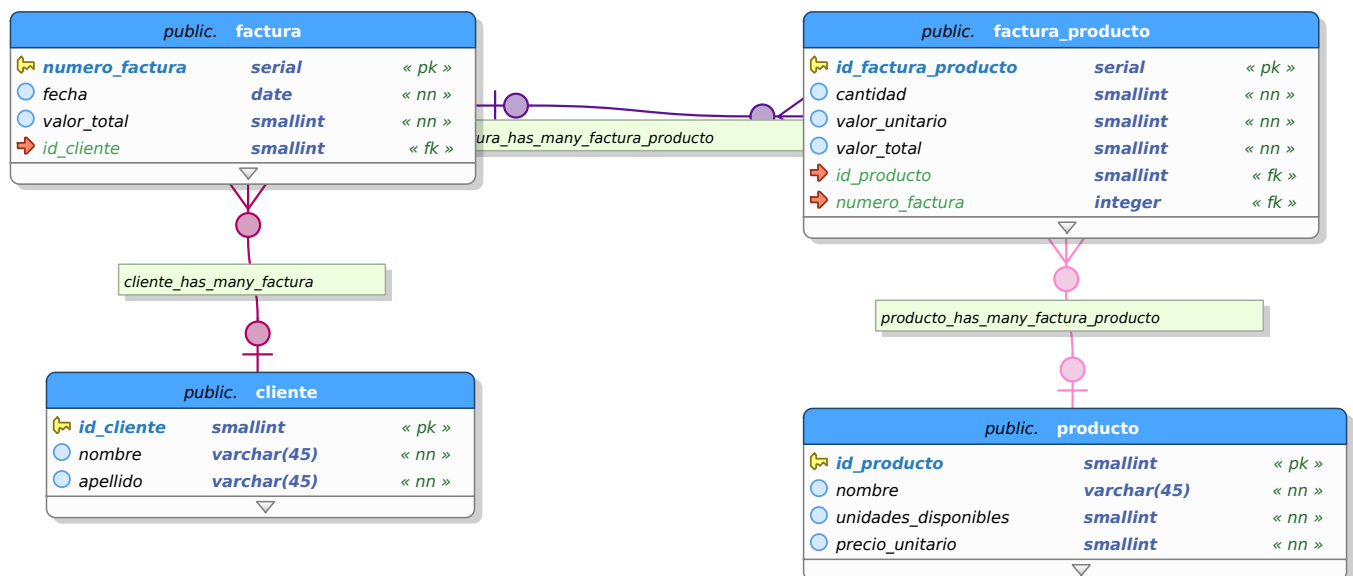 public. factura
numero_factura serial « pk »
fecha date « nn »
valor_total smallint « nn »
id_cliente smallint « fk »
ura_has_many_factura_producto
public. factura_producto
id_factura_producto serial « pk »
cantidad smallint « nn »
valor_unitario smallint « nn »
valor_total smallint « nn »
id_producto smallint « fk »
numero_factura integer « fk »
cliente_has_many_factura
producto_has_many_factura_producto
public. cliente
id_cliente smallint « pk »
nombre varchar(45) « nn »
apellido varchar(45) « nn »
public. producto
id_producto smallint « pk »
nombre varchar(45) « nn »
unidades_disponibles smallint « nn »
precio_unitario smallint « nn »